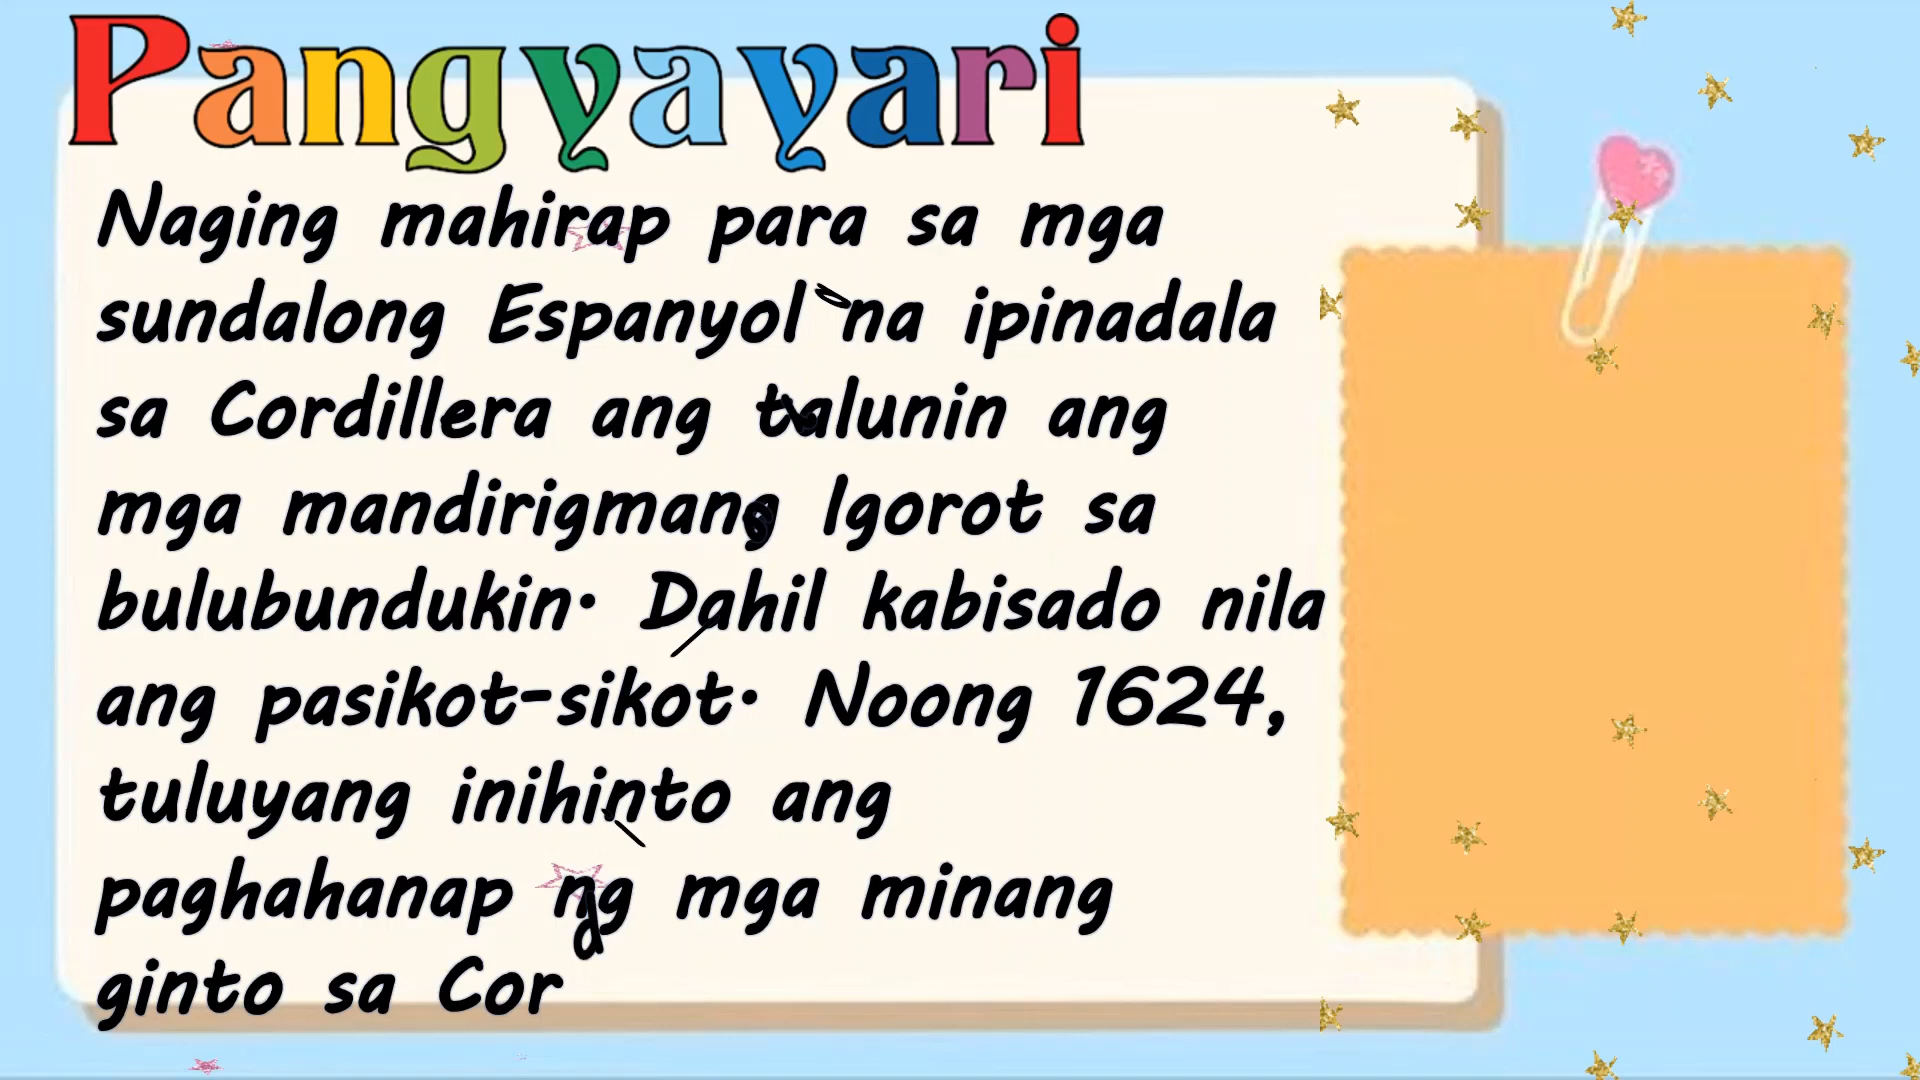 Pangyayari
Naging mahirap para sa mga
sundalong Espanyol na ipinadala
sa Cordillera ang talunin ang
mga mandirigmang Igorot sa
bulubundukin. Dahil kabisado nila
ang pasikot-sikot. Noong 1624,
tuluyang inihinto ang
paghahanap ng mga minang
ginto sa Cor